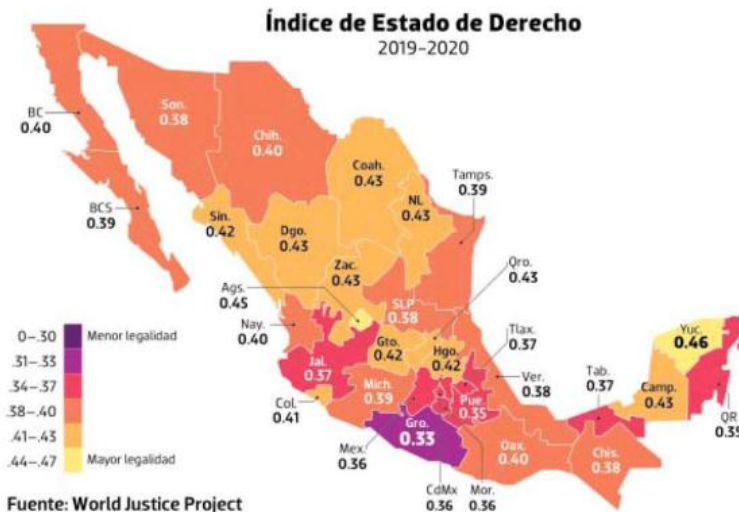 Índice de Estado de Derecho
2019–2020
BC
0.40
Son.
0.38
Chih.
0.40
Coah.
0.43
Tamps.
0.39
BCS
0.39
Sin.
0.42
Dgo.
0.43
NL
0.43
Zac.
0.43
Qro.
0.43
Ags.
0.45
SLP
0.38
Nay.
0.40
Gto.
0.42
Hgo.
0.42
Tlax.
0.37
Yuc.
0.46
Jal.
0.37
Ver.
0.38
Tab.
0.37
Camp.
0.43
Col.
0.41
Mich.
0.39
Pue.
0.35
QR
0.35
Gro.
0.33
Mex.
0.36
CdMx
0.36
Mor.
0.36
Oax.
0.40
Chis.
0.38
0–.30 Menor legalidad
.31–.33
.34–.37
.38–.40
.41–.43
.44–.47 Mayor legalidad
Fuente: World Justice Project